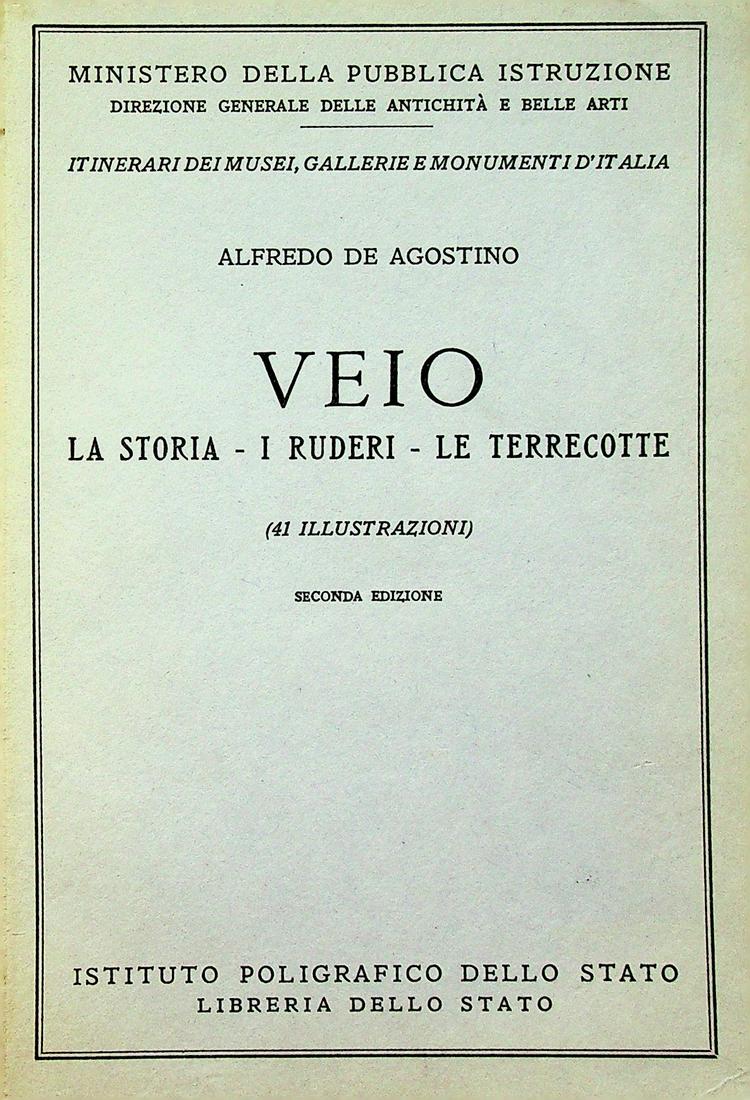 MINISTERO DELLA PUBBLICA ISTRUZIONE
DIREZIONE GENERALE DELLE ANTICHITÀ E BELLE ARTI
ITINERARI DEI MUSEI, GALLERIE E MONUMENTI D'ITALIA
ALFREDO DE AGOSTINO
VEIO
LA STORIA - I RUDERI - LE TERRECOTTE
(41 ILLUSTRAZIONI)
SECONDA EDIZIONE
ISTITUTO POLIGRAFICO DELLO STATO
LIBRERIA DELLO STATO